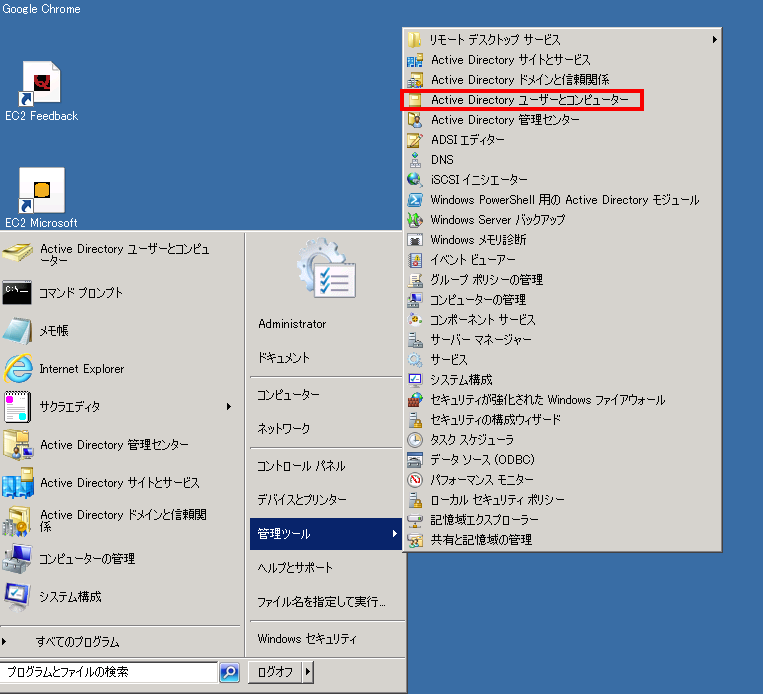 Google Chrome
EC2 Feedback
EC2 Microsoft
Active Directory ユーザーとコンピュ
ーター
C:\
コマンド プロンプト
メモ帳
Internet Explorer
サクラエディタ
Active Directory 管理センター
Active Directory サイトとサービス
Active Directory ドメインと信頼関
係
コンピューターの管理
システム構成
すべてのプログラム
プログラムとファイルの検索
Administrator
ドキュメント
コンピューター
ネットワーク
コントロール パネル
デバイスとプリンター
管理ツール
ヘルプとサポート
ファイル名を指定して実行...
Windows セキュリティ
ログオフ
リモート デスクトップ サービス
Active Directory サイトとサービス
Active Directory ドメインと信頼関係
Active Directory ユーザーとコンピューター
Active Directory 管理センター
ADSI エディター
DNS
iSCSI イニシエーター
Windows PowerShell 用の Active Directory モジュール
Windows Server バックアップ
Windows メモリ診断
イベント ビューアー
グループ ポリシーの管理
コンピューターの管理
コンポーネント サービス
サーバー マネージャー
サービス
システム構成
セキュリティが強化された Windows ファイアウォール
セキュリティの構成ウィザード
タスク スケジューラ
データ ソース (ODBC)
パフォーマンス モニター
ローカル セキュリティ ポリシー
記憶域エクスプローラー
共有と記憶域の管理